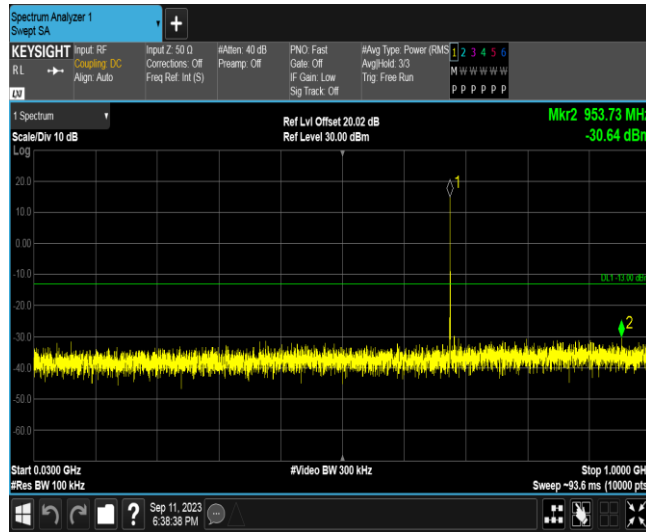 Spectrum Analyzer 1
Swept SA
+
KEYSIGHT
RL
LXI
Input: RF
Coupling: DC
Align: Auto
Input Z: 50 Ω
Corrections: Off
Freq Ref: Int (S)
#Atten: 40 dB
Preamp: Off
PNO: Fast
Gate: Off
IF Gain: Low
Sig Track: Off
#Avg Type: Power (RMS
Avg|Hold: 3/3
Trig: Free Run
1 2 3 4 5 6
M W W W W W
P P P P P P
1 Spectrum
Scale/Div 10 dB
Log
Ref Lvl Offset 20.02 dB
Ref Level 30.00 dBm
Mkr2 953.73 MHz
-30.64 dBm
20.0
10.0
0.00
-10.0
-20.0
-30.0
-40.0
-50.0
-60.0
1
DL1 -13.00 dBm
2
Start 0.0300 GHz
#Res BW 100 kHz
#Video BW 300 kHz
Stop 1.0000 GH
Sweep ~93.6 ms (10000 pts
?
Sep 11, 2023
6:38:38 PM